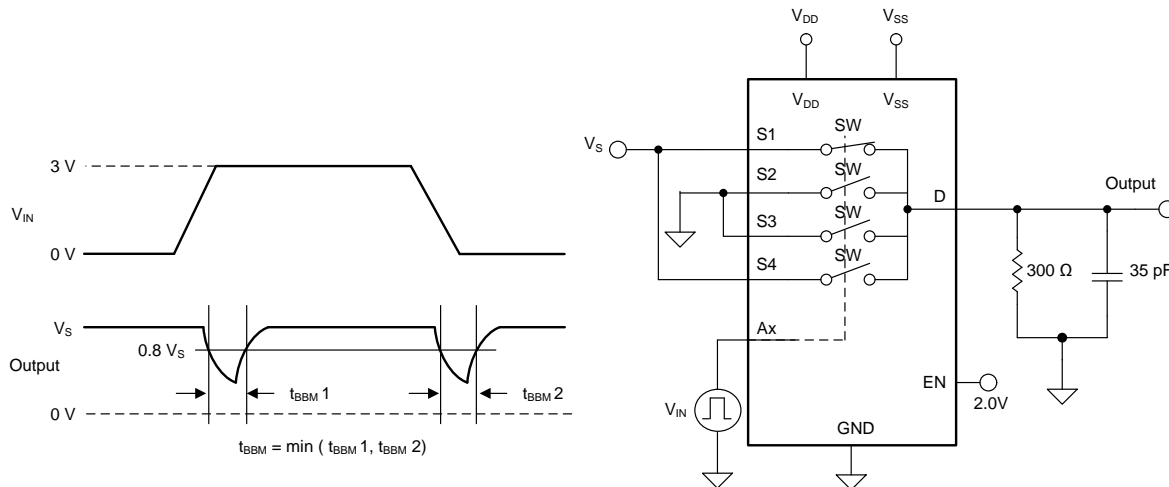 3 V
V_IN
0 V
V_S
0.8 V_S
Output
t_BBM 1
t_BBM 2
0 V
t_BBM = min ( t_BBM 1, t_BBM 2)
V_DD
V_SS
V_DD
V_SS
S1
SW
V_S
S2
SW
D
Output
S3
SW
SW
S4
300 Ω
35 pF
Ax
EN
2.0V
V_IN
GND